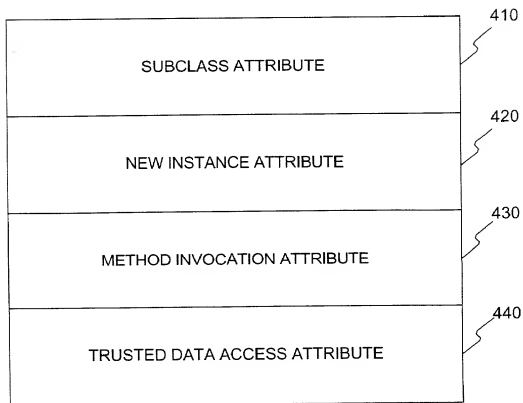 410
SUBCLASS ATTRIBUTE
420
NEW INSTANCE ATTRIBUTE
430
METHOD INVOCATION ATTRIBUTE
440
TRUSTED DATA ACCESS ATTRIBUTE